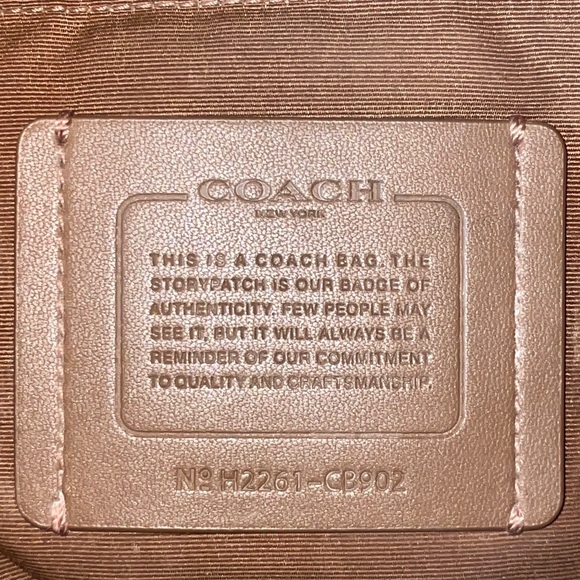 COACH
NEW YORK
THIS IS A COACH BAG. THE
STORYPATCH IS OUR BADGE OF
AUTHENTICITY. FEW PEOPLE MAY
SEE IT, BUT IT WILL ALWAYS BE A
REMINDER OF OUR COMMITMENT
TO QUALITY AND CRAFTSMANSHIP.
Nº H2261-CB902